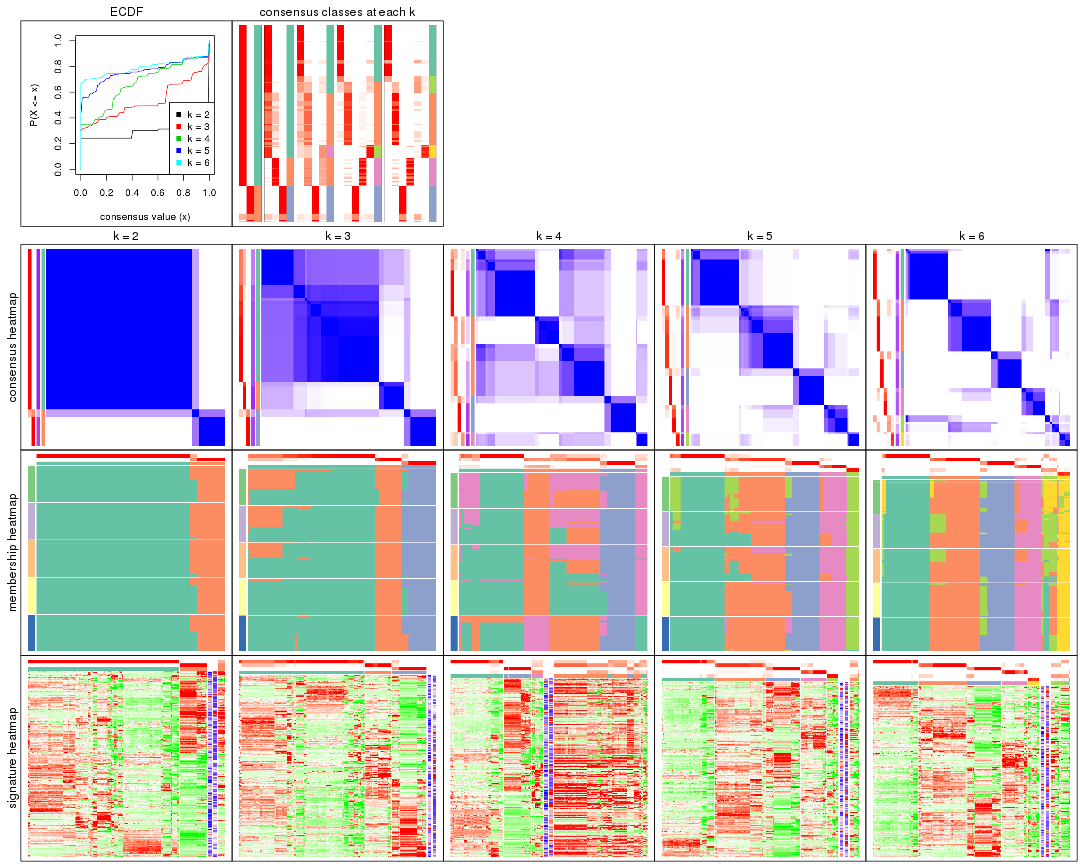 ECDF
consensus classes at each k
P(X <= x)
1.0
0.8
0.6
0.4
0.2
0.0
k = 2
k = 3
k = 4
k = 5
k = 6
0.0 0.2 0.4 0.6 0.8 1.0
consensus value (x)
k = 2
k = 3
k = 4
k = 5
k = 6
consensus heatmap
membership heatmap
signature heatmap